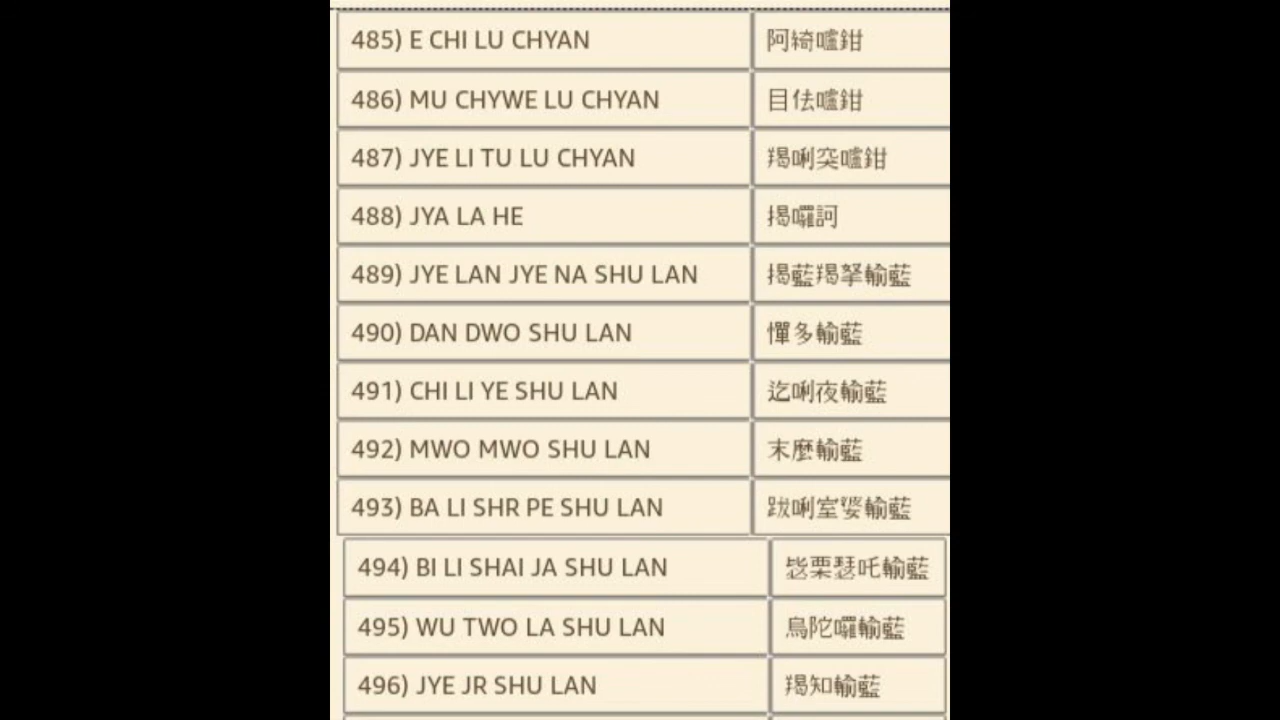 485) E CHI LU CHYAN 阿綺嚧鉗
486) MU CHYWE LU CHYAN 目佉嚧鉗
487) JYE LI TU LU CHYAN 羯唎突嚧鉗
488) JYA LA HE 揭囉訶
489) JYE LAN JYE NA SHU LAN 揭藍羯拏輸藍
490) DAN DWO SHU LAN 憚多輸藍
491) CHI LI YE SHU LAN 迄唎夜輸藍
492) MWO MWO SHU LAN 末麼輸藍
493) BA LI SHR PE SHU LAN 跋唎室婆輸藍
494) BI LI SHAI JA SHU LAN 毖栗瑟吒輸藍
495) WU TWO LA SHU LAN 烏陀囉輸藍
496) JYE JR SHU LAN 羯知輸藍